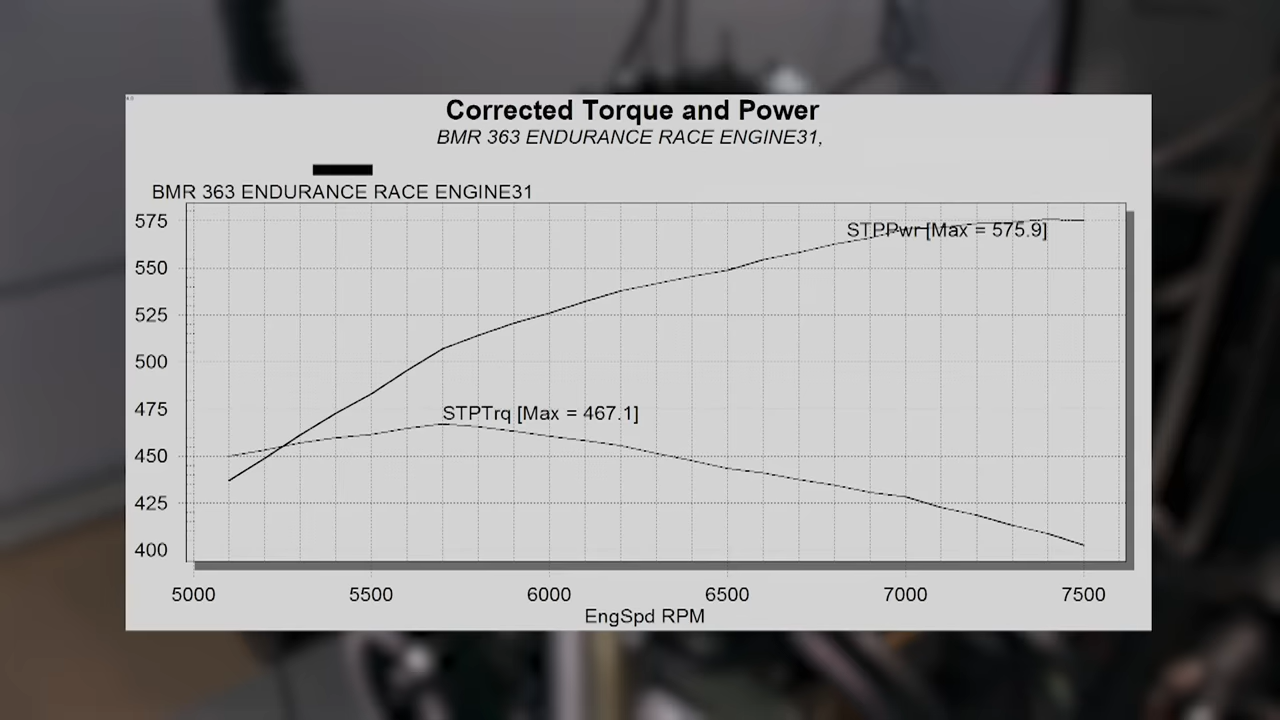 Corrected Torque and Power
BMR 363 ENDURANCE RACE ENGINE31,
BMR 363 ENDURANCE RACE ENGINE31
575
550
525
500
475
450
425
400
STPPwr [Max = 575.9]
STPTrq [Max = 467.1]
5000 5500 6000 6500 7000 7500
EngSpd RPM